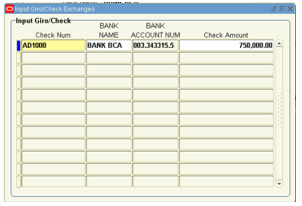 Input Giro/Check Exchanges
Input Giro/Check
Check Num BANK NAME BANK ACCOUNT NUM Check Amount
AD1000 BANK BCA 003.343315.5 750,000.00